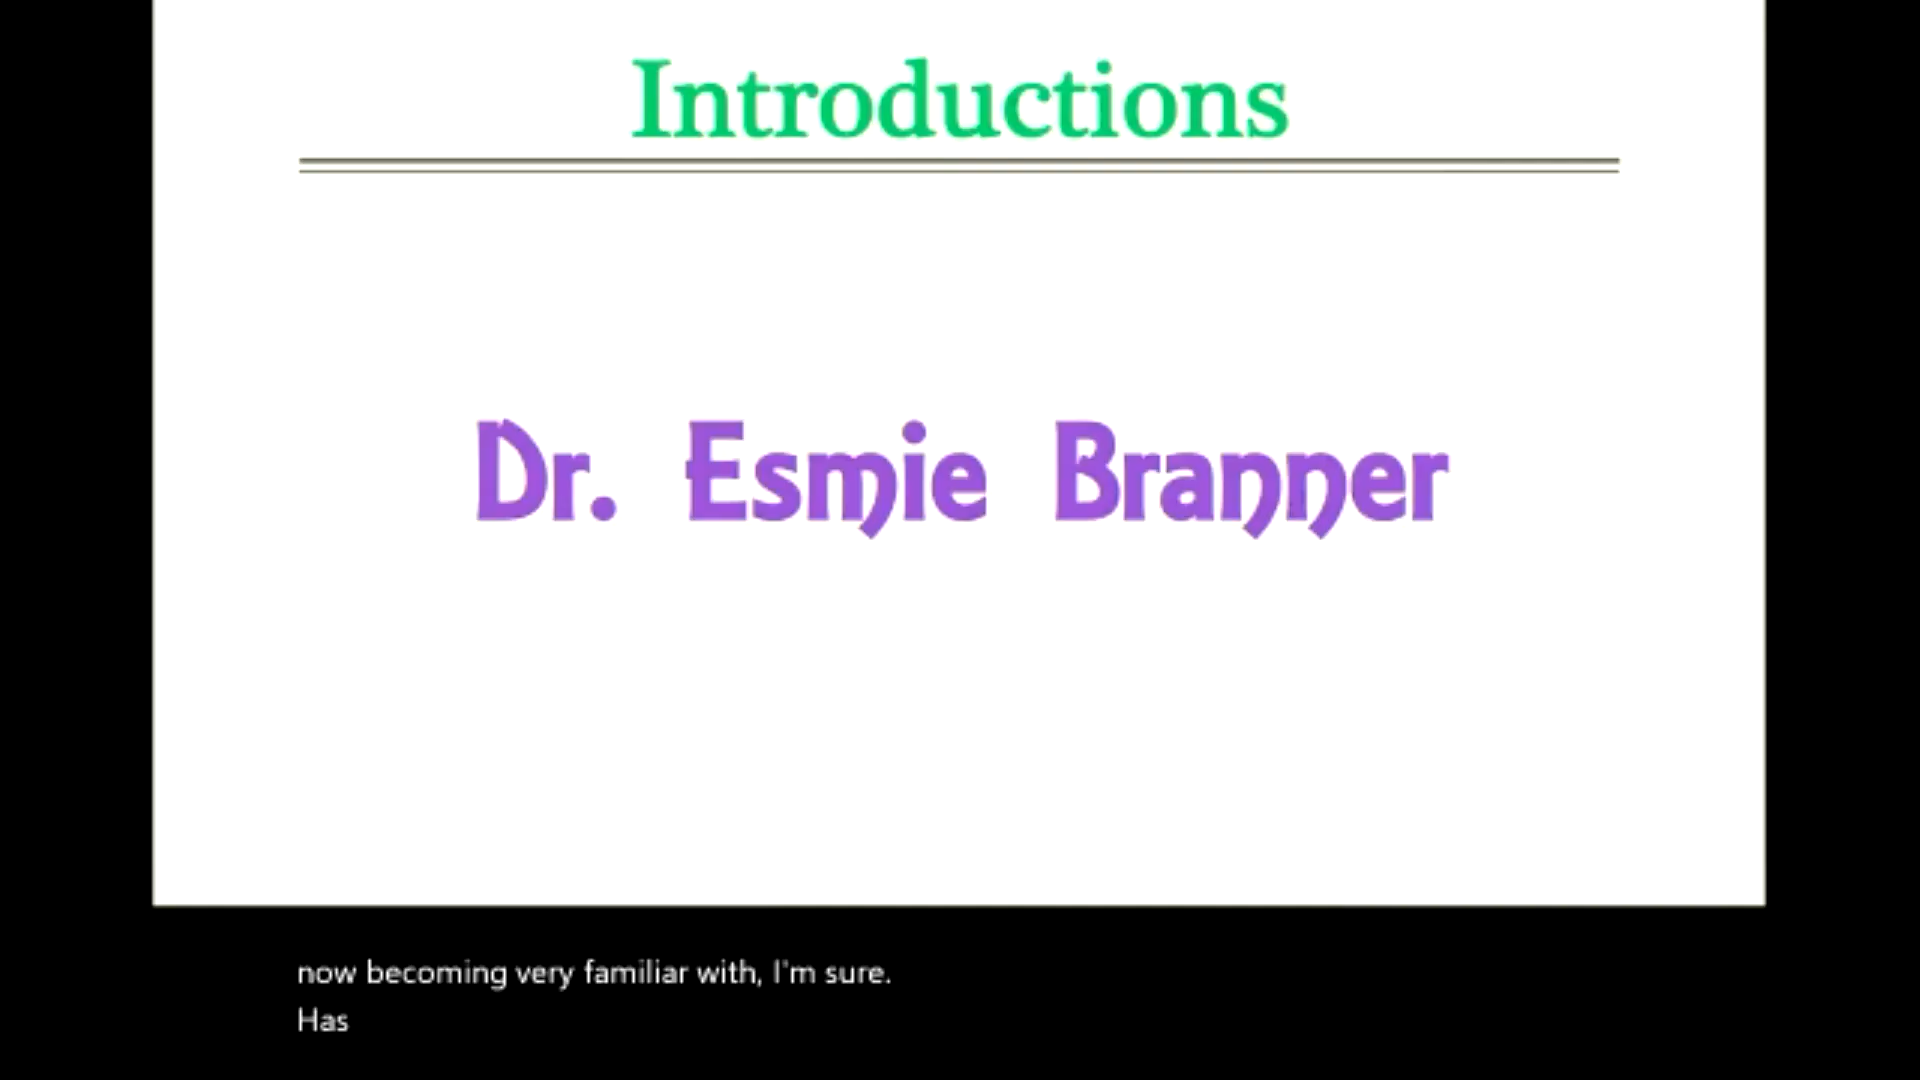 Introductions
Dr. Esmie Branner
now becoming very familiar with, I'm sure.
Has